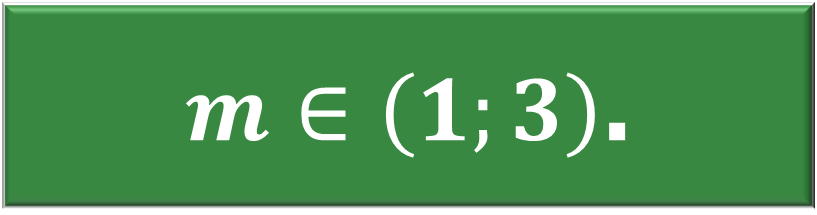 m ∈ (1; 3).